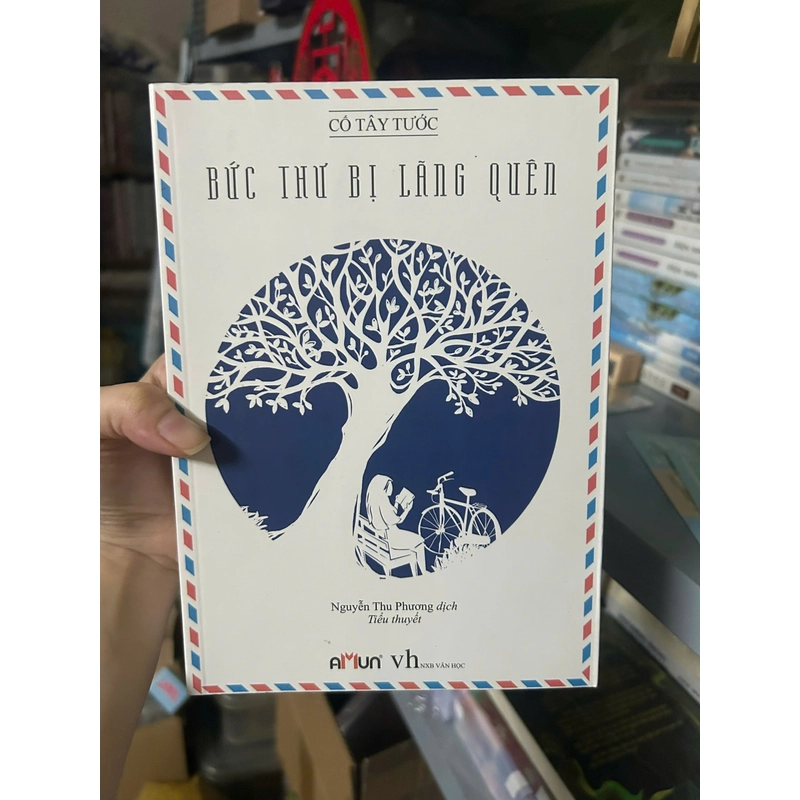 CỐ TÂY TƯỚC
BỨC THƯ BỊ LÃNG QUÊN
Nguyễn Thu Phương dịch
Tiểu thuyết
AMUN® vh NXB VĂN HỌC